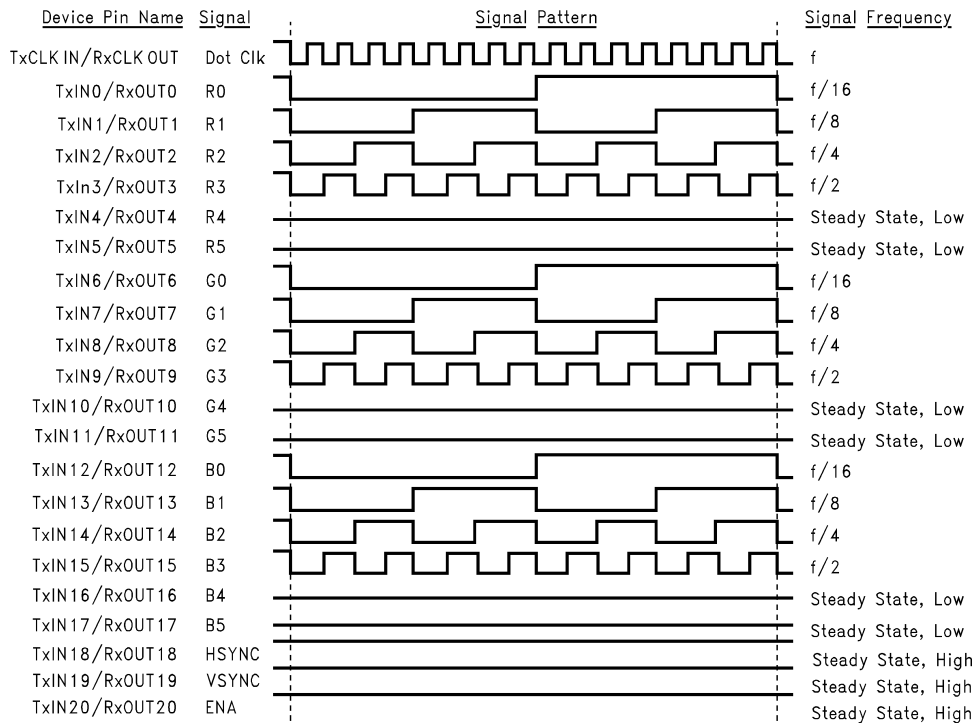 Device Pin Name Signal Signal Pattern Signal Frequency
TxCLK IN/RxCLK OUT Dot Clk f
TxIN0/RxOUT0 R0 f/16
TxIN1/RxOUT1 R1 f/8
TxIN2/RxOUT2 R2 f/4
TxIn3/RxOUT3 R3 f/2
TxIN4/RxOUT4 R4 Steady State, Low
TxIN5/RxOUT5 R5 Steady State, Low
TxIN6/RxOUT6 G0 f/16
TxIN7/RxOUT7 G1 f/8
TxIN8/RxOUT8 G2 f/4
TxIN9/RxOUT9 G3 f/2
TxIN10/RxOUT10 G4 Steady State, Low
TxIN11/RxOUT11 G5 Steady State, Low
TxIN12/RxOUT12 B0 f/16
TxIN13/RxOUT13 B1 f/8
TxIN14/RxOUT14 B2 f/4
TxIN15/RxOUT15 B3 f/2
TxIN16/RxOUT16 B4 Steady State, Low
TxIN17/RxOUT17 B5 Steady State, Low
TxIN18/RxOUT18 HSYNC Steady State, High
TxIN19/RxOUT19 VSYNC Steady State, High
TxIN20/RxOUT20 ENA Steady State, High